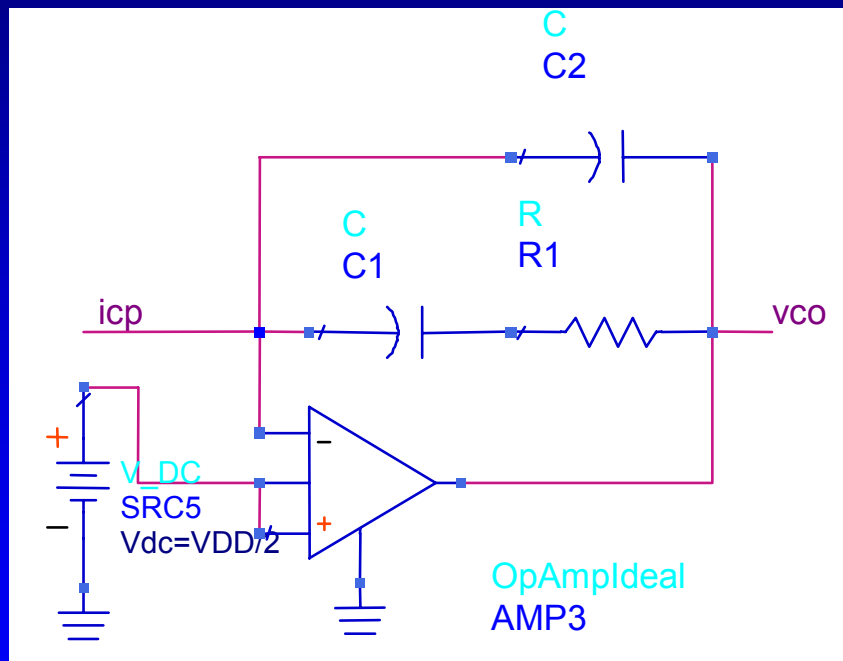 C
C2
C
C1
R
R1
icp
vco
+
−
V_DC
SRC5
Vdc=VDD/2
−
+
OpAmpIdeal
AMP3